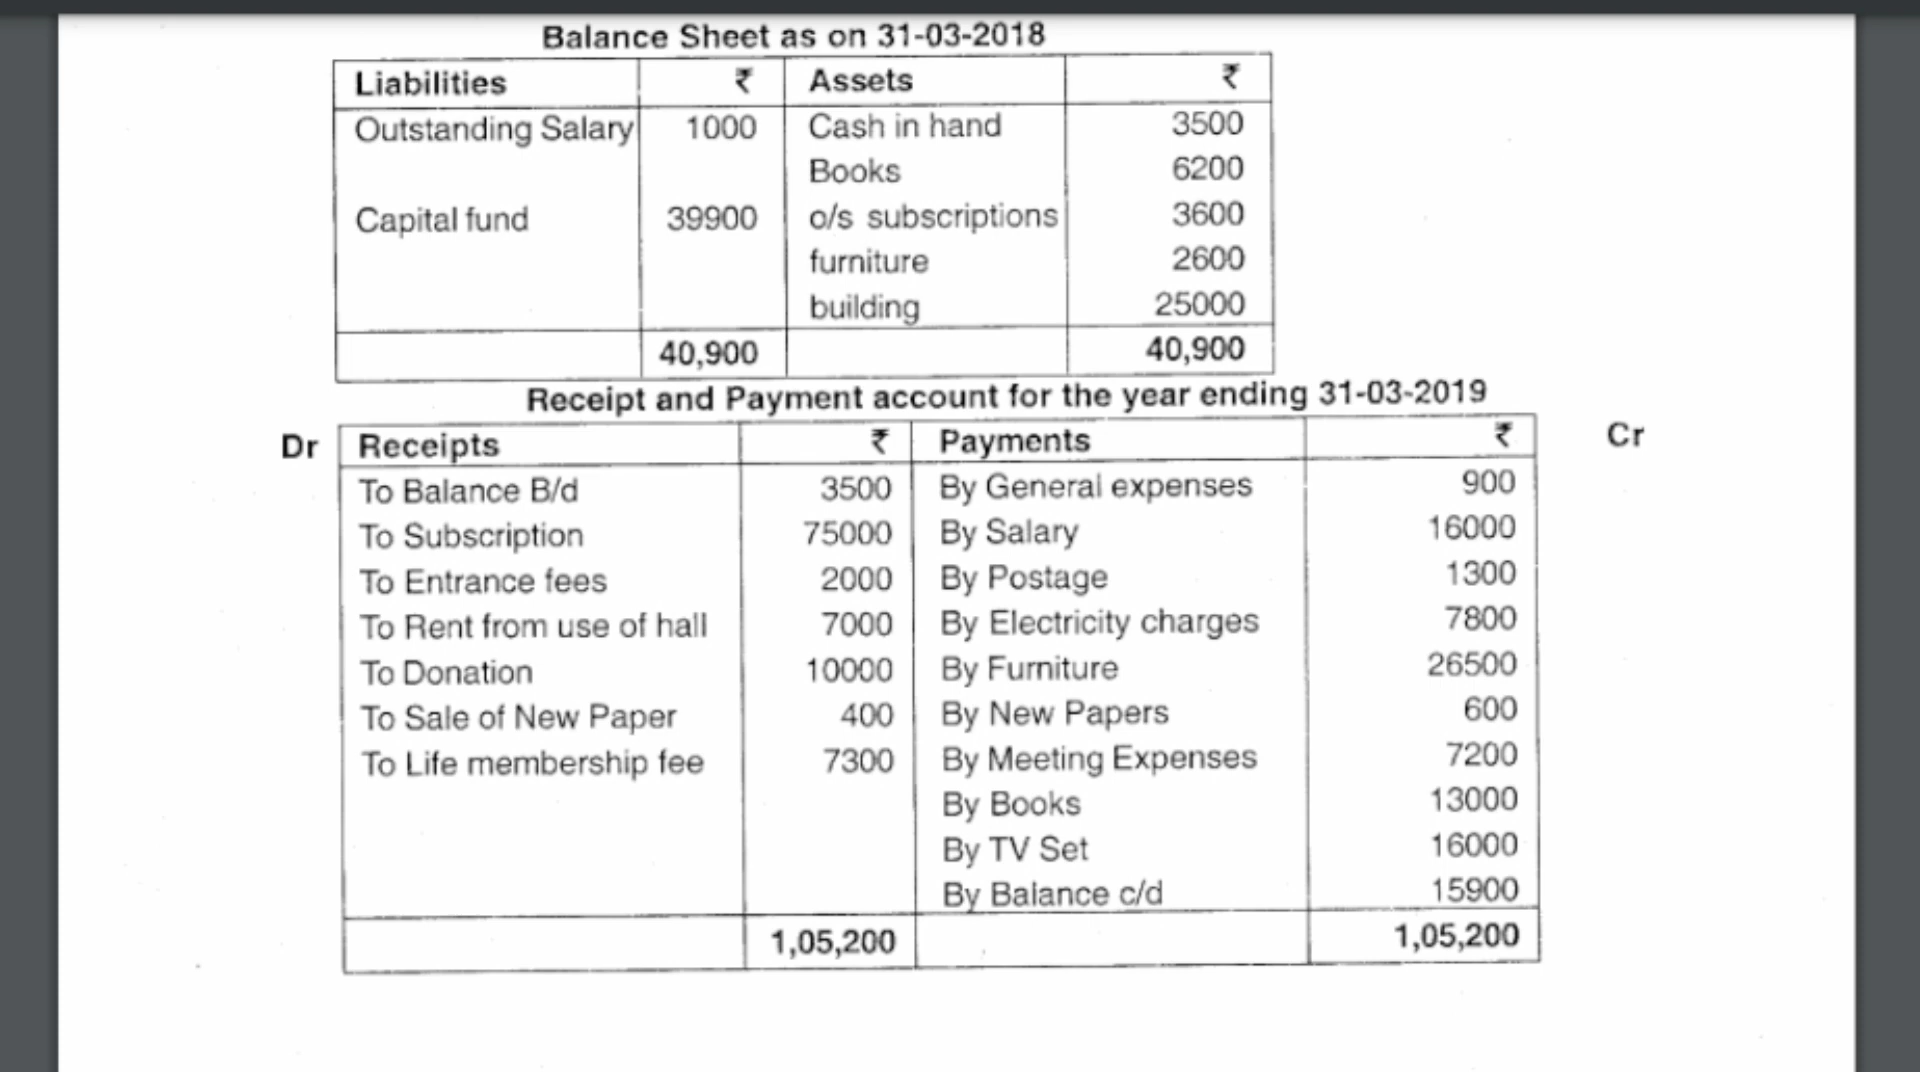 Balance Sheet as on 31-03-2018
Liabilities ₹ Assets ₹
Outstanding Salary 1000 Cash in hand 3500
Books 6200
Capital fund 39900 o/s subscriptions 3600
furniture 2600
building 25000
40,900 40,900
Receipt and Payment account for the year ending 31-03-2019
Dr Receipts ₹ Payments ₹ Cr
To Balance B/d 3500 By General expenses 900
To Subscription 75000 By Salary 16000
To Entrance fees 2000 By Postage 1300
To Rent from use of hall 7000 By Electricity charges 7800
To Donation 10000 By Furniture 26500
To Sale of New Paper 400 By New Papers 600
To Life membership fee 7300 By Meeting Expenses 7200
By Books 13000
By TV Set 16000
By Balance c/d 15900
1,05,200 1,05,200